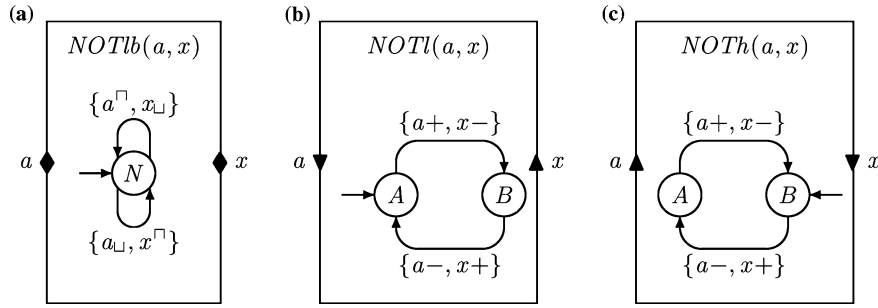 (a)
NOTlb(a, x)
{a⊓, x⊔}
a
N
x
{a⊔, x⊓}
(b)
NOTl(a, x)
{a+, x−}
a
A
B
x
{a−, x+}
(c)
NOTh(a, x)
{a+, x−}
a
A
B
x
{a−, x+}